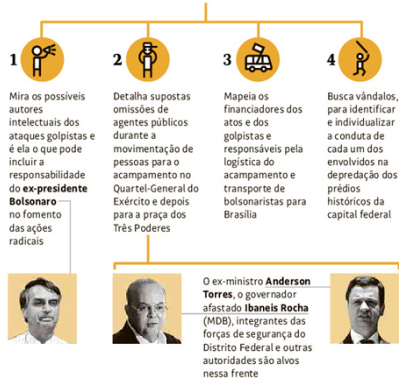 1
Mira os possíveis
autores
intelectuais dos
ataques golpistas e
é ela o que pode
incluir a
responsabilidade
do ex-presidente
Bolsonaro
no fomento
das ações
radicais
2
Detalha supostas
omissões de
agentes públicos
durante a
movimentação de
pessoas para o
acampamento no
Quartel-General do
Exército e depois
para a praça dos
Três Poderes
3
Mapeia os
financiadores dos
atos e dos
golpistas e
responsáveis pela
logística do
acampamento e
transporte de
bolsonaristas para
Brasília
4
Busca vândalos,
para identificar
e individualizar
a conduta de
cada um dos
envolvidos na
depredação dos
prédios
históricos da
capital federal
O ex-ministro Anderson
Torres, o governador
afastado Ibaneis Rocha
(MDB), integrantes das
forças de segurança do
Distrito Federal e outras
autoridades são alvos
nessa frente